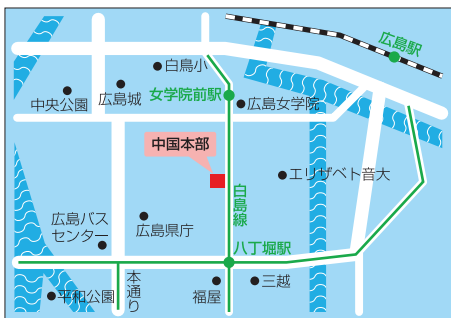 広島駅
白鳥小
中央公園
広島城
女学院前駅
広島女学院
中国本部
エリザベト音大
白島線
広島バス
センター
広島県庁
八丁堀駅
本通り
平和公園
福屋
三越